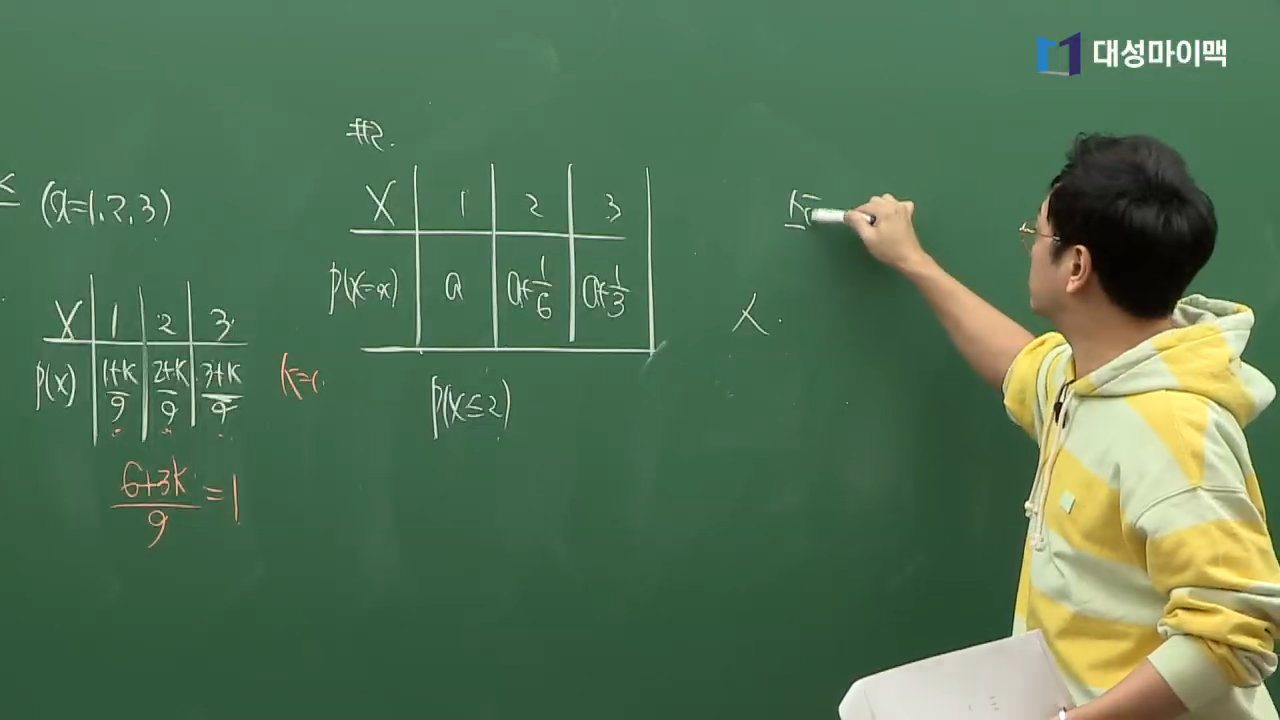 대성마이맥
(x=1,2,3)
X 1 2 3
P(x) 1+k/9 2+k/9 3+k/9
6+3k/9=1
#2.
X 1 2 3
P(X=x) a a+1/6 a+1/3
P(X≤2)